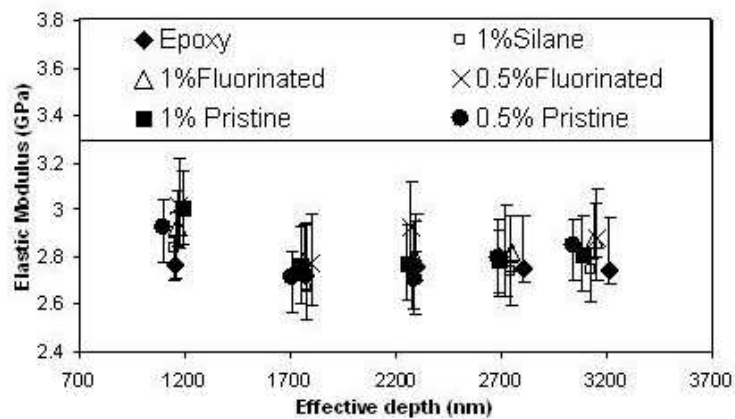 3.8
3.6
3.4
3.2
3
2.8
2.6
2.4
Elastic Modulus (GPa)
Epoxy 1%Silane
1%Fluorinated 0.5%Fluorinated
1% Pristine 0.5% Pristine
700 1200 1700 2200 2700 3200 3700
Effective depth (nm)